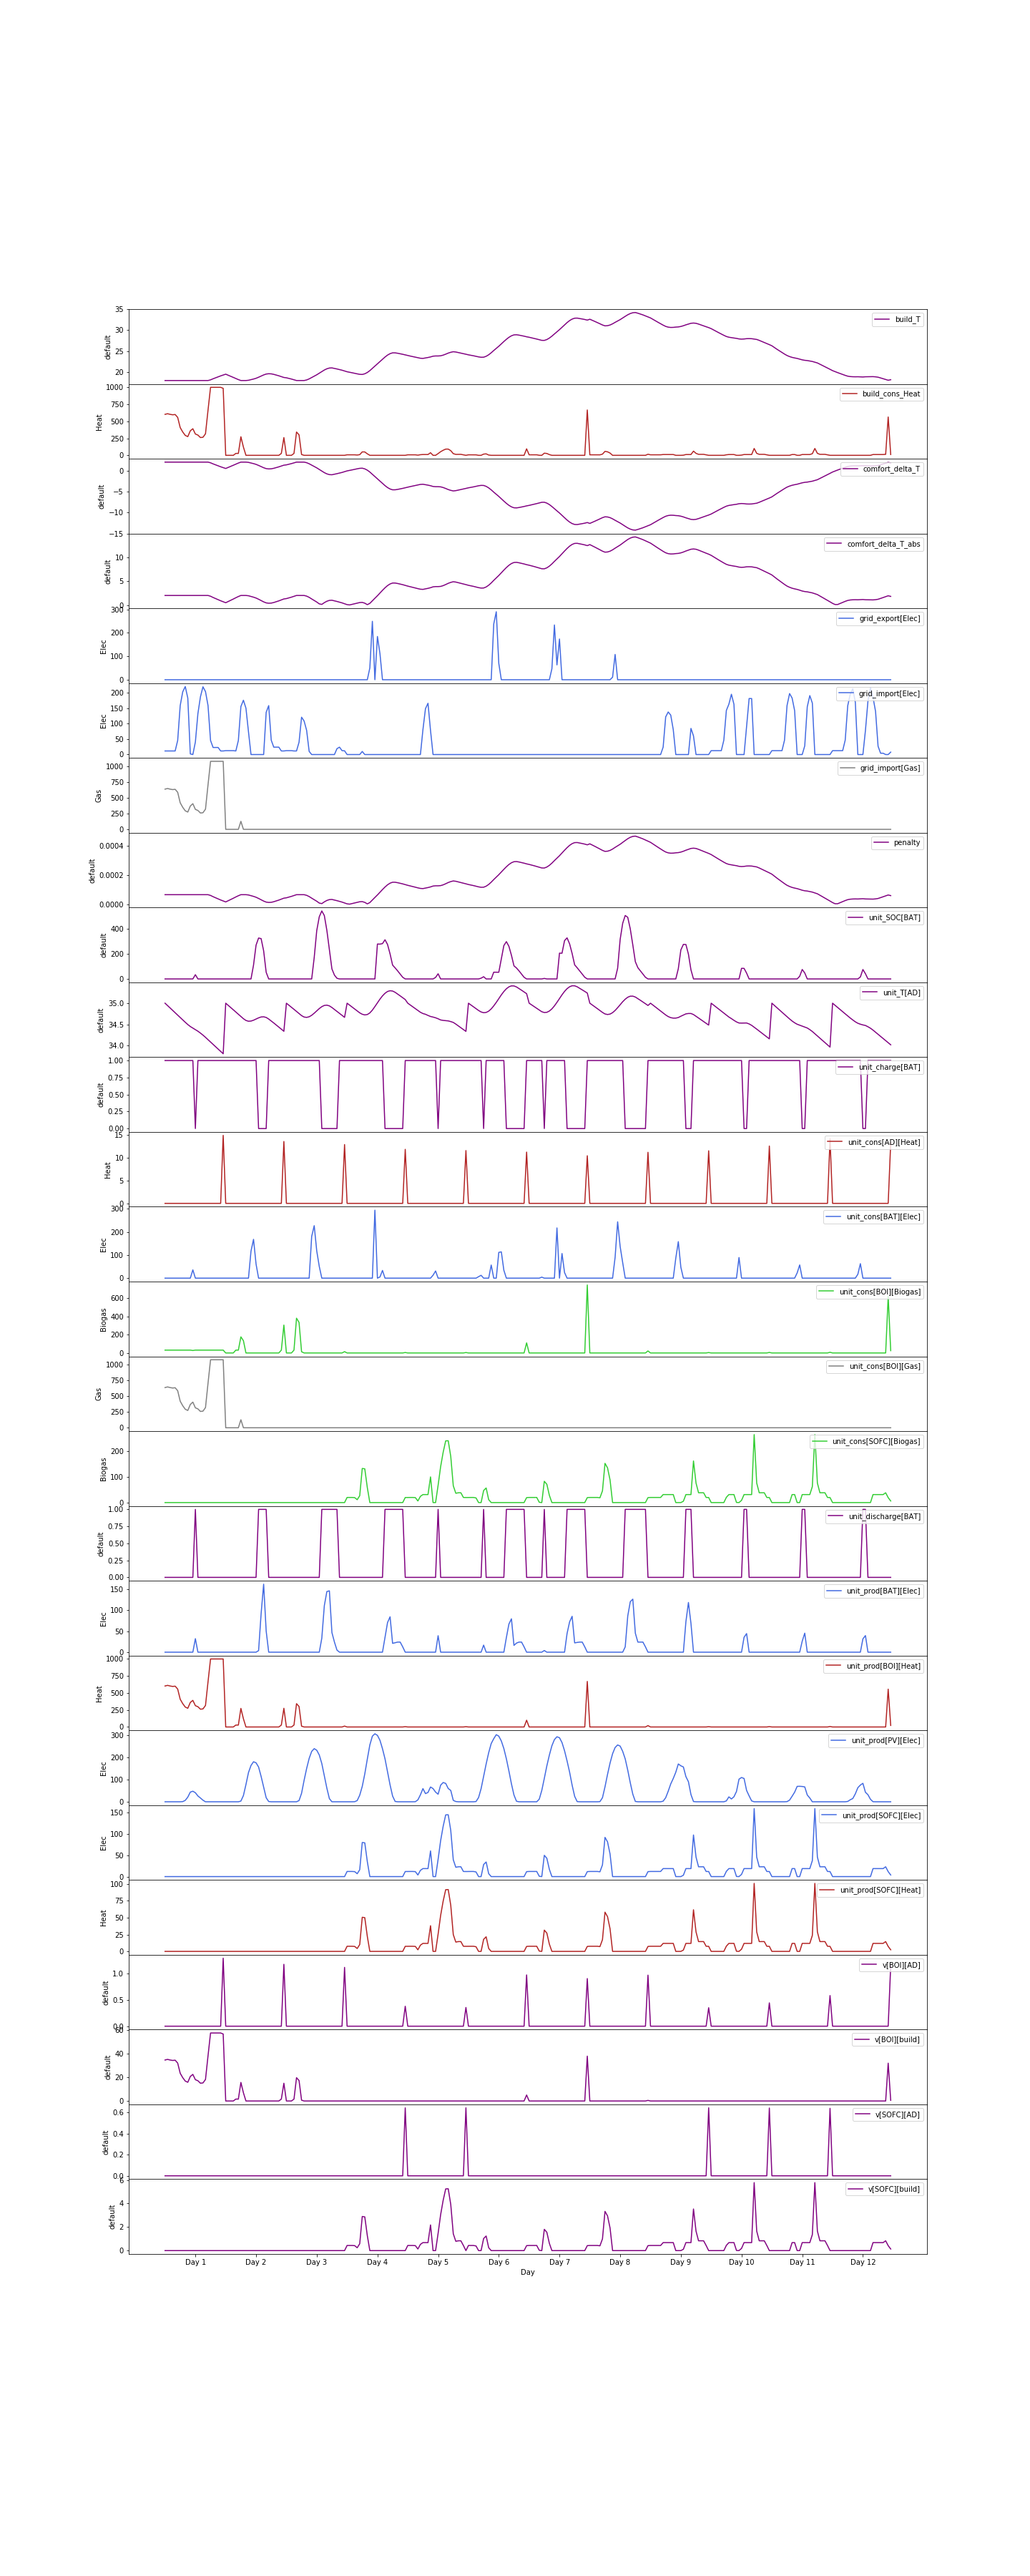 35
30
25
20
default
build_T
1000
750
500
250
0
Heat
build_cons_Heat
0
−5
−10
−15
default
comfort_delta_T
10
5
0
default
comfort_delta_T_abs
300
200
100
0
Elec
grid_export[Elec]
200
150
100
50
0
Elec
grid_import[Elec]
1000
750
500
250
0
Gas
grid_import[Gas]
0.0004
0.0002
0.0000
default
penalty
400
200
0
default
unit_SOC[BAT]
35.0
34.5
34.0
default
unit_T[AD]
1.00
0.75
0.50
0.25
0.00
default
unit_charge[BAT]
15
10
5
0
Heat
unit_cons[AD][Heat]
300
200
100
0
Elec
unit_cons[BAT][Elec]
600
400
200
0
Biogas
unit_cons[BOI][Biogas]
1000
750
500
250
0
Gas
unit_cons[BOI][Gas]
200
100
0
Biogas
unit_cons[SOFC][Biogas]
1.00
0.75
0.50
0.25
0.00
default
unit_discharge[BAT]
150
100
50
0
Elec
unit_prod[BAT][Elec]
1000
750
500
250
0
Heat
unit_prod[BOI][Heat]
300
200
100
0
Elec
unit_prod[PV][Elec]
150
100
50
0
Elec
unit_prod[SOFC][Elec]
100
75
50
25
0
Heat
unit_prod[SOFC][Heat]
1.0
0.5
0.0
default
v[BOI][AD]
60
40
20
0
default
v[BOI][build]
0.6
0.4
0.2
0.0
default
v[SOFC][AD]
6
4
2
0
default
v[SOFC][build]
Day 1 Day 2 Day 3 Day 4 Day 5 Day 6 Day 7 Day 8 Day 9 Day 10 Day 11 Day 12
Day